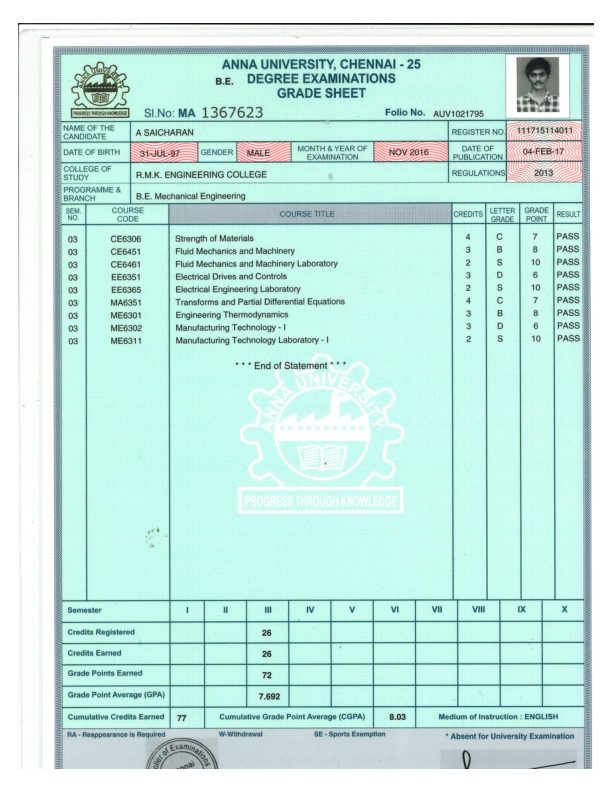 ANNA UNIVERSITY, CHENNAI - 25
B.E. DEGREE EXAMINATIONS
GRADE SHEET
PROGRESS THROUGH KNOWLEDGE
Sl.No: MA 1367623 Folio No. AUV1021795
NAME OF THE CANDIDATE A SAICHARAN REGISTER NO. 111715114011
DATE OF BIRTH 31-JUL-97 GENDER MALE MONTH & YEAR OF EXAMINATION NOV 2016 DATE OF PUBLICATION 04-FEB-17
COLLEGE OF STUDY R.M.K. ENGINEERING COLLEGE REGULATIONS 2013
PROGRAMME & BRANCH B.E. Mechanical Engineering
SEM. NO. COURSE CODE COURSE TITLE CREDITS LETTER GRADE GRADE POINT RESULT
03 CE6306 Strength of Materials 4 C 7 PASS
03 CE6451 Fluid Mechanics and Machinery 3 B 8 PASS
03 CE6461 Fluid Mechanics and Machinery Laboratory 2 S 10 PASS
03 EE6351 Electrical Drives and Controls 3 D 6 PASS
03 EE6365 Electrical Engineering Laboratory 2 S 10 PASS
03 MA6351 Transforms and Partial Differential Equations 4 C 7 PASS
03 ME6301 Engineering Thermodynamics 3 B 8 PASS
03 ME6302 Manufacturing Technology - I 3 D 6 PASS
03 ME6311 Manufacturing Technology Laboratory - I 2 S 10 PASS
* * * End of Statement * * *
ANNA UNIVERSITY
PROGRESS THROUGH KNOWLEDGE
Semester I II III IV V VI VII VIII IX X
Credits Registered 26
Credits Earned 26
Grade Points Earned 72
Grade Point Average (GPA) 7.692
Cumulative Credits Earned 77 Cumulative Grade Point Average (CGPA) 8.03 Medium of Instruction : ENGLISH
RA - Reappearance is Required W-Withdrawal SE - Sports Exemption * Absent for University Examination
of Examinations